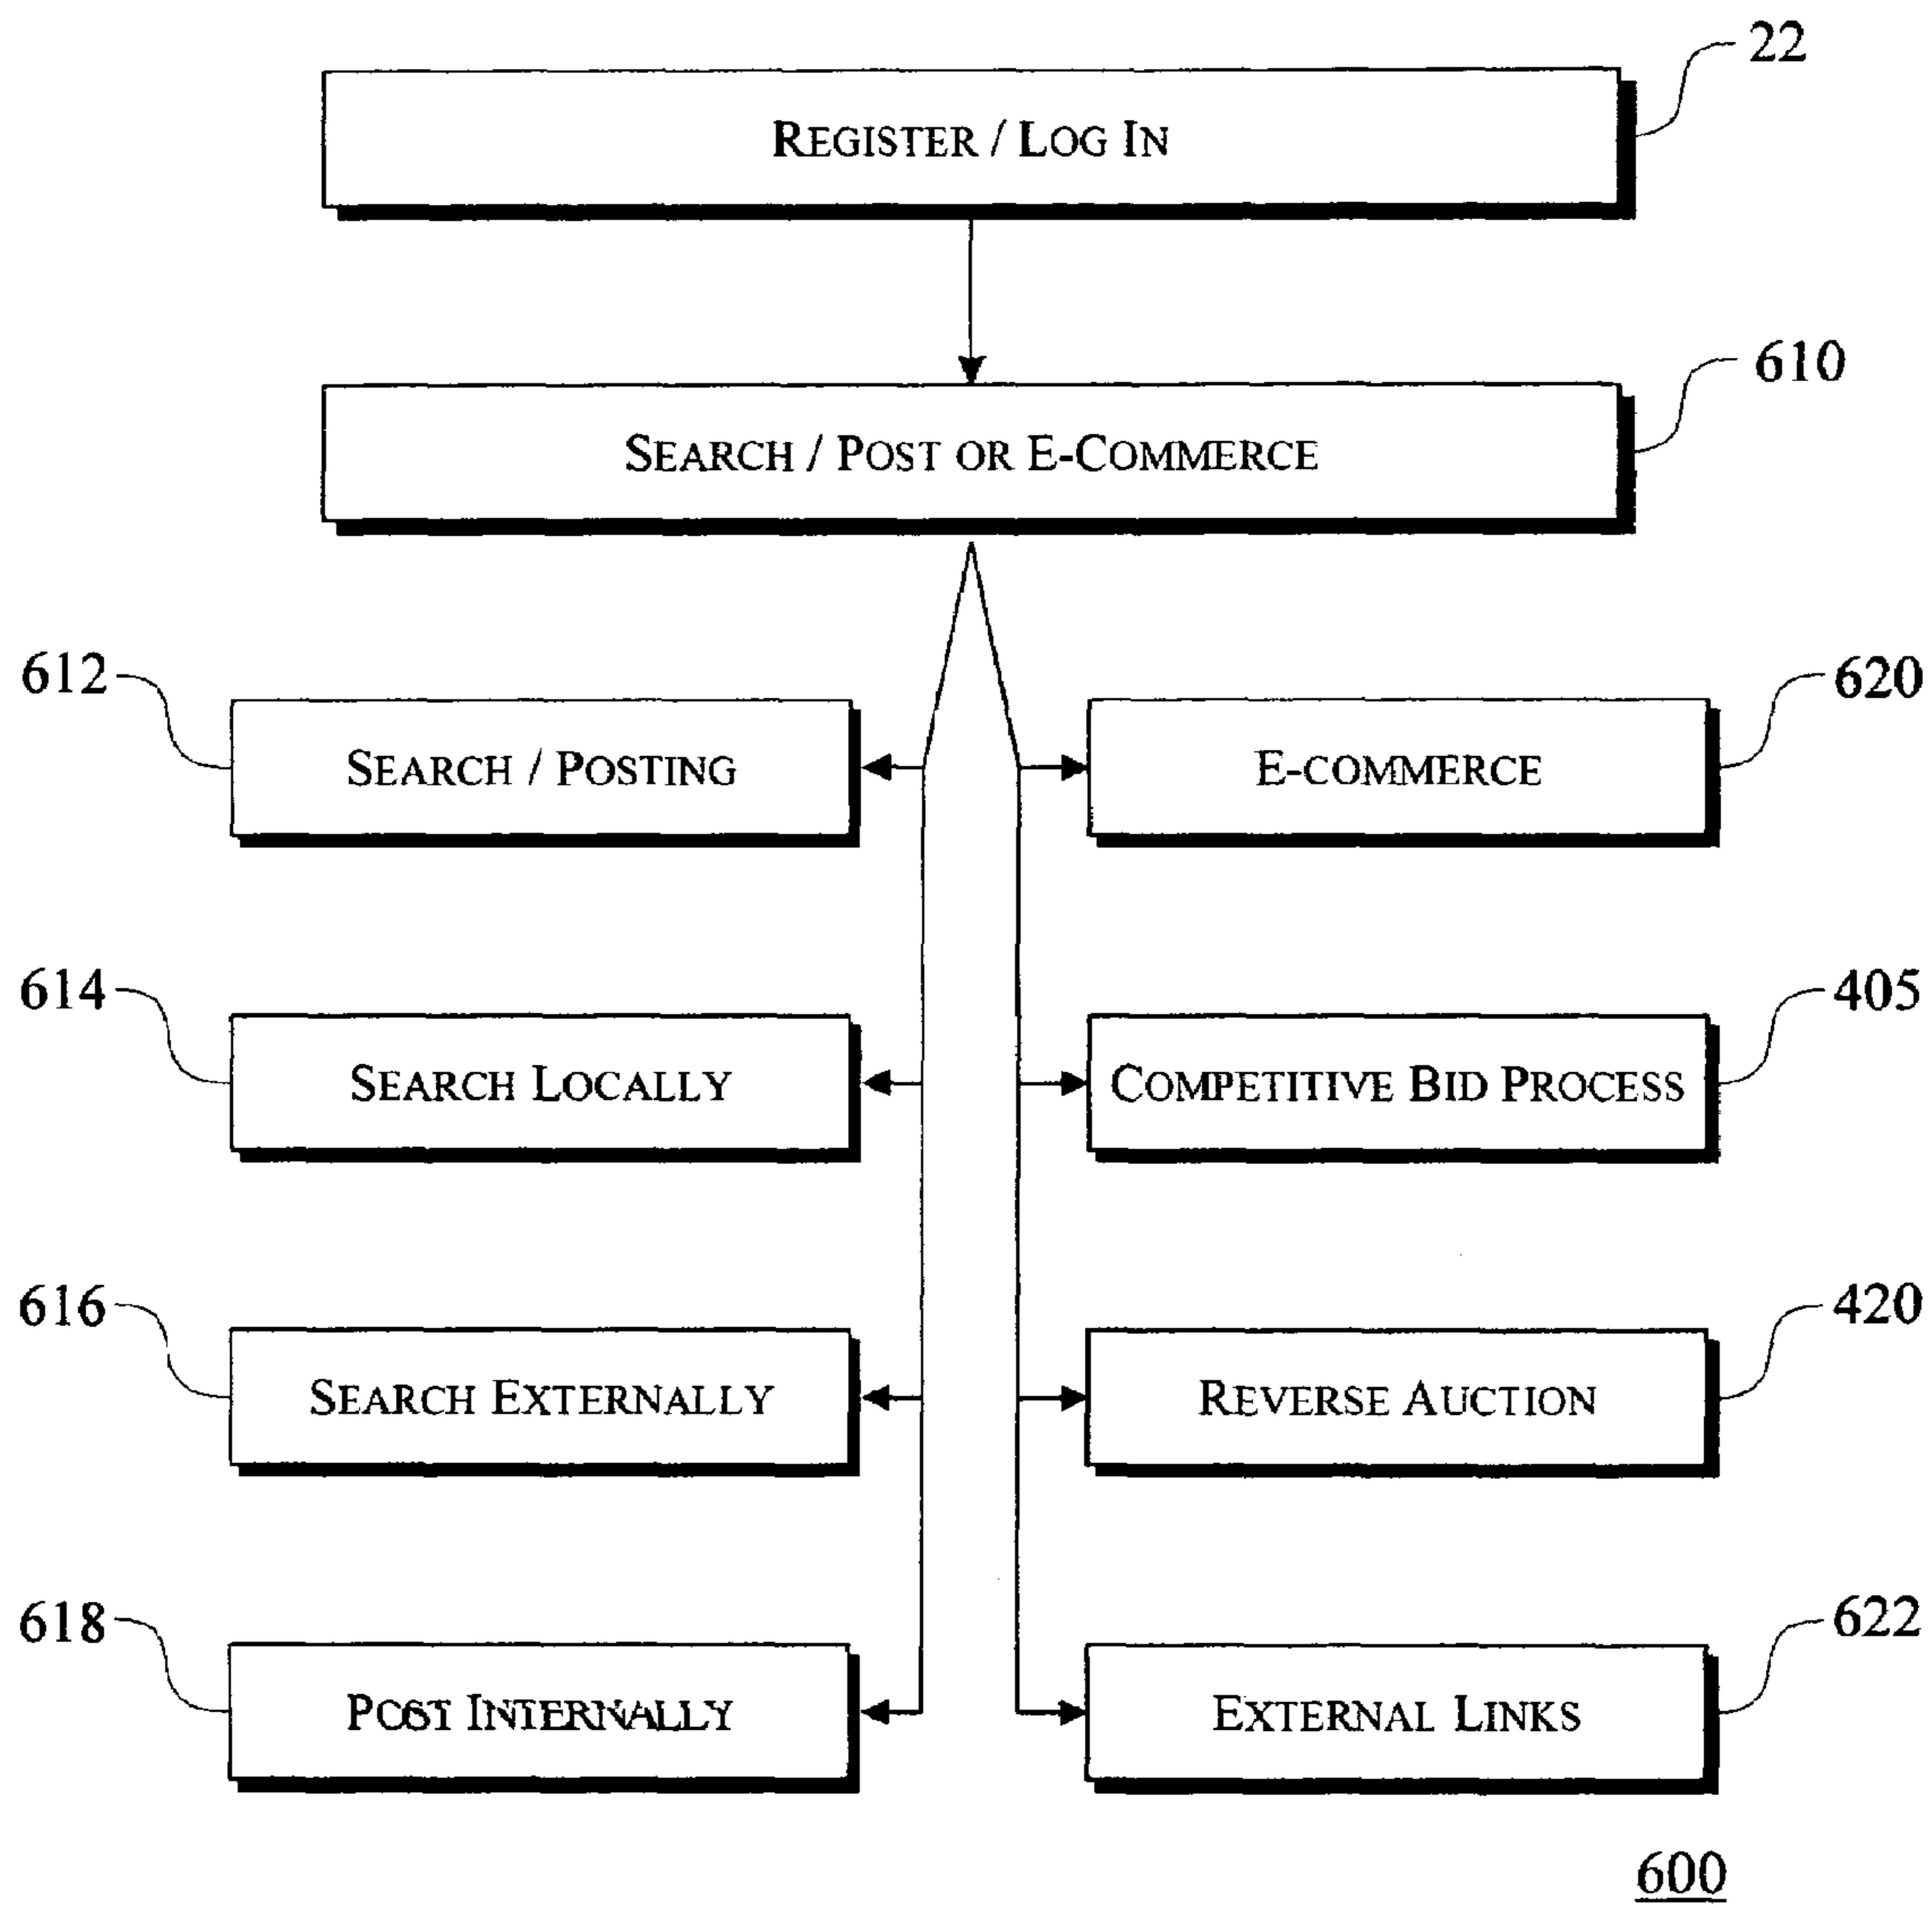 22
REGISTER / LOG IN
610
SEARCH / POST OR E-COMMERCE
612
SEARCH / POSTING
620
E-COMMERCE
614
SEARCH LOCALLY
405
COMPETITIVE BID PROCESS
616
SEARCH EXTERNALLY
420
REVERSE AUCTION
618
POST INTERNALLY
622
EXTERNAL LINKS
600